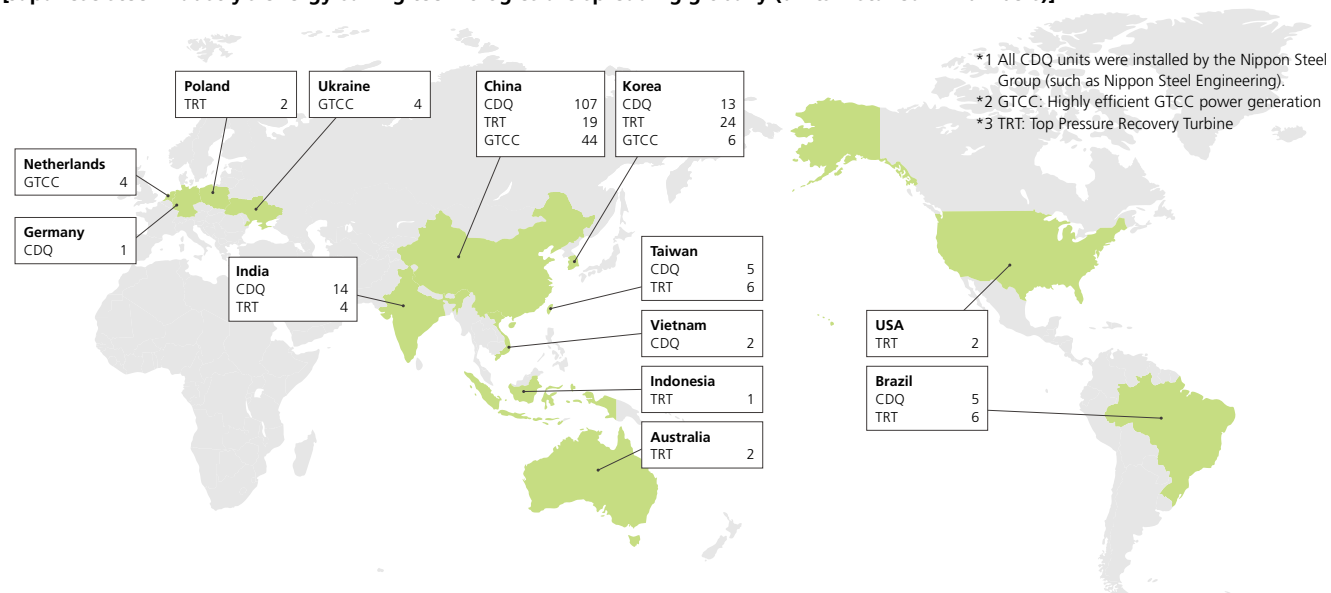 *1 All CDQ units were installed by the Nippon Steel
Group (such as Nippon Steel Engineering).
*2 GTCC: Highly efficient GTCC power generation
*3 TRT: Top Pressure Recovery Turbine
Poland
TRT 2
Ukraine
GTCC 4
China
CDQ 107
TRT 19
GTCC 44
Korea
CDQ 13
TRT 24
GTCC 6
Netherlands
GTCC 4
Germany
CDQ 1
India
CDQ 14
TRT 4
Taiwan
CDQ 5
TRT 6
Vietnam
CDQ 2
Indonesia
TRT 1
Australia
TRT 2
USA
TRT 2
Brazil
CDQ 5
TRT 6